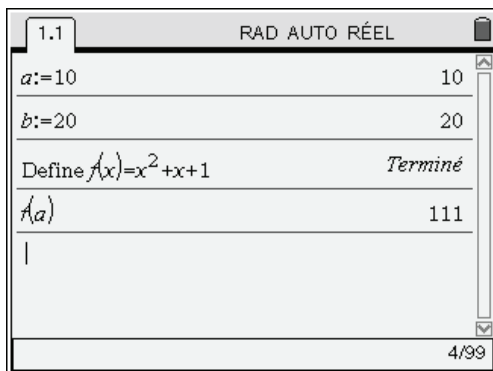 1.1 RAD AUTO RÉEL
a:=10 10
b:=20 20
Define f(x)=x²+x+1 Terminé
f(a) 111
4/99